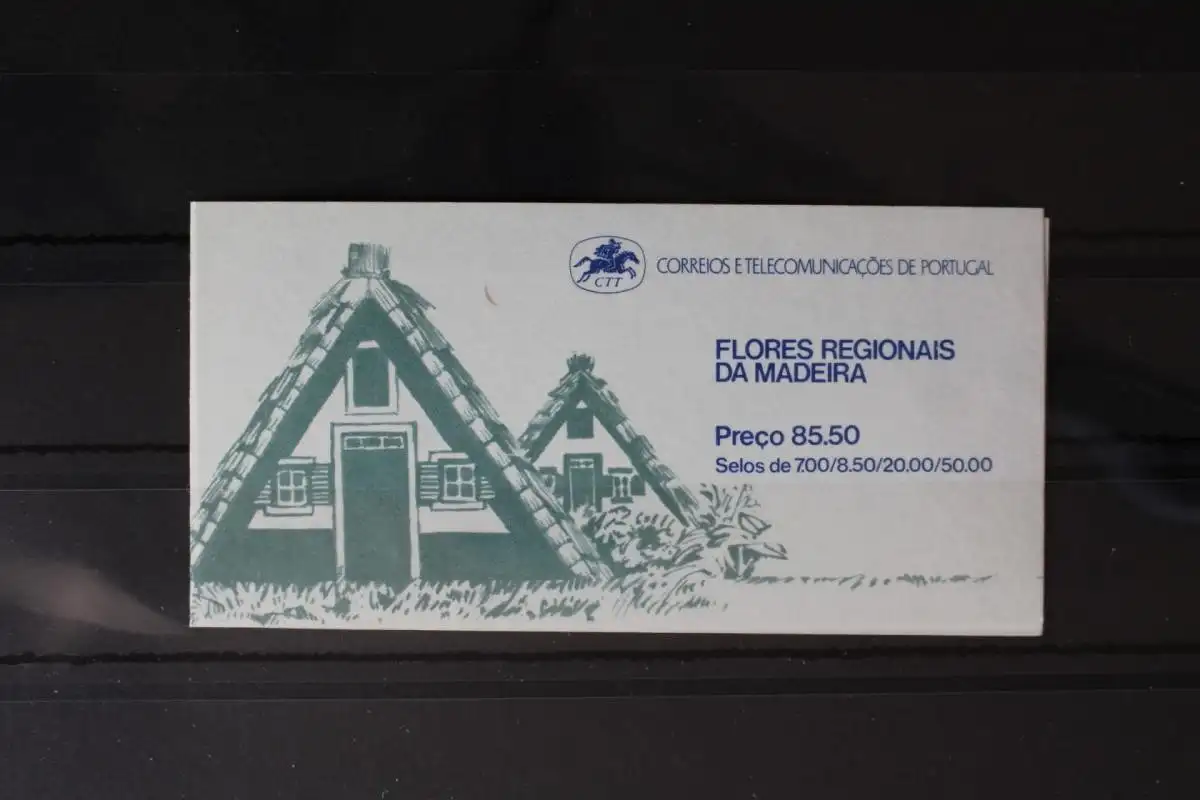 CTT
CORREIOS E TELECOMUNICAÇÕES DE PORTUGAL
FLORES REGIONAIS
DA MADEIRA
Preço 85.50
Selos de 7.00/8.50/20.00/50.00